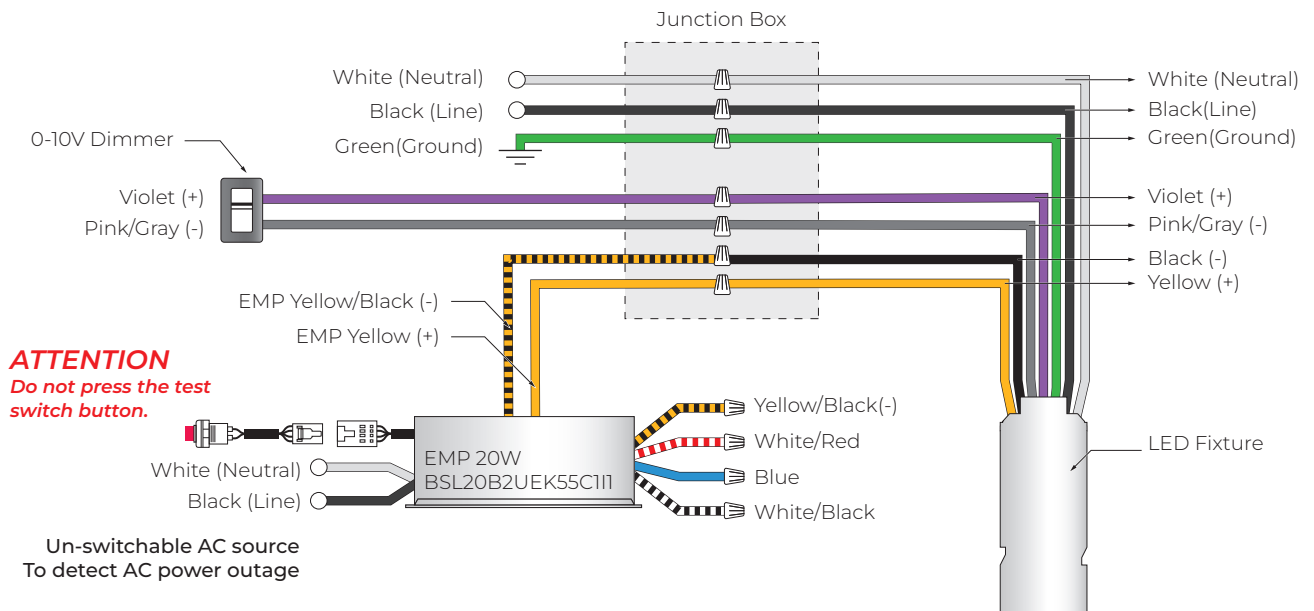 Junction Box
White (Neutral)
White (Neutral)
Black (Line)
Black(Line)
0-10V Dimmer
Green(Ground)
Green(Ground)
Violet (+)
Violet (+)
Pink/Gray (-)
Pink/Gray (-)
Black (-)
Yellow (+)
EMP Yellow/Black (-)
EMP Yellow (+)
ATTENTION
Do not press the test
switch button.
Yellow/Black(-)
White/Red
LED Fixture
EMP 20W
BSL20B2UEK55C1I1
White (Neutral)
Blue
Black (Line)
White/Black
Un-switchable AC source
To detect AC power outage